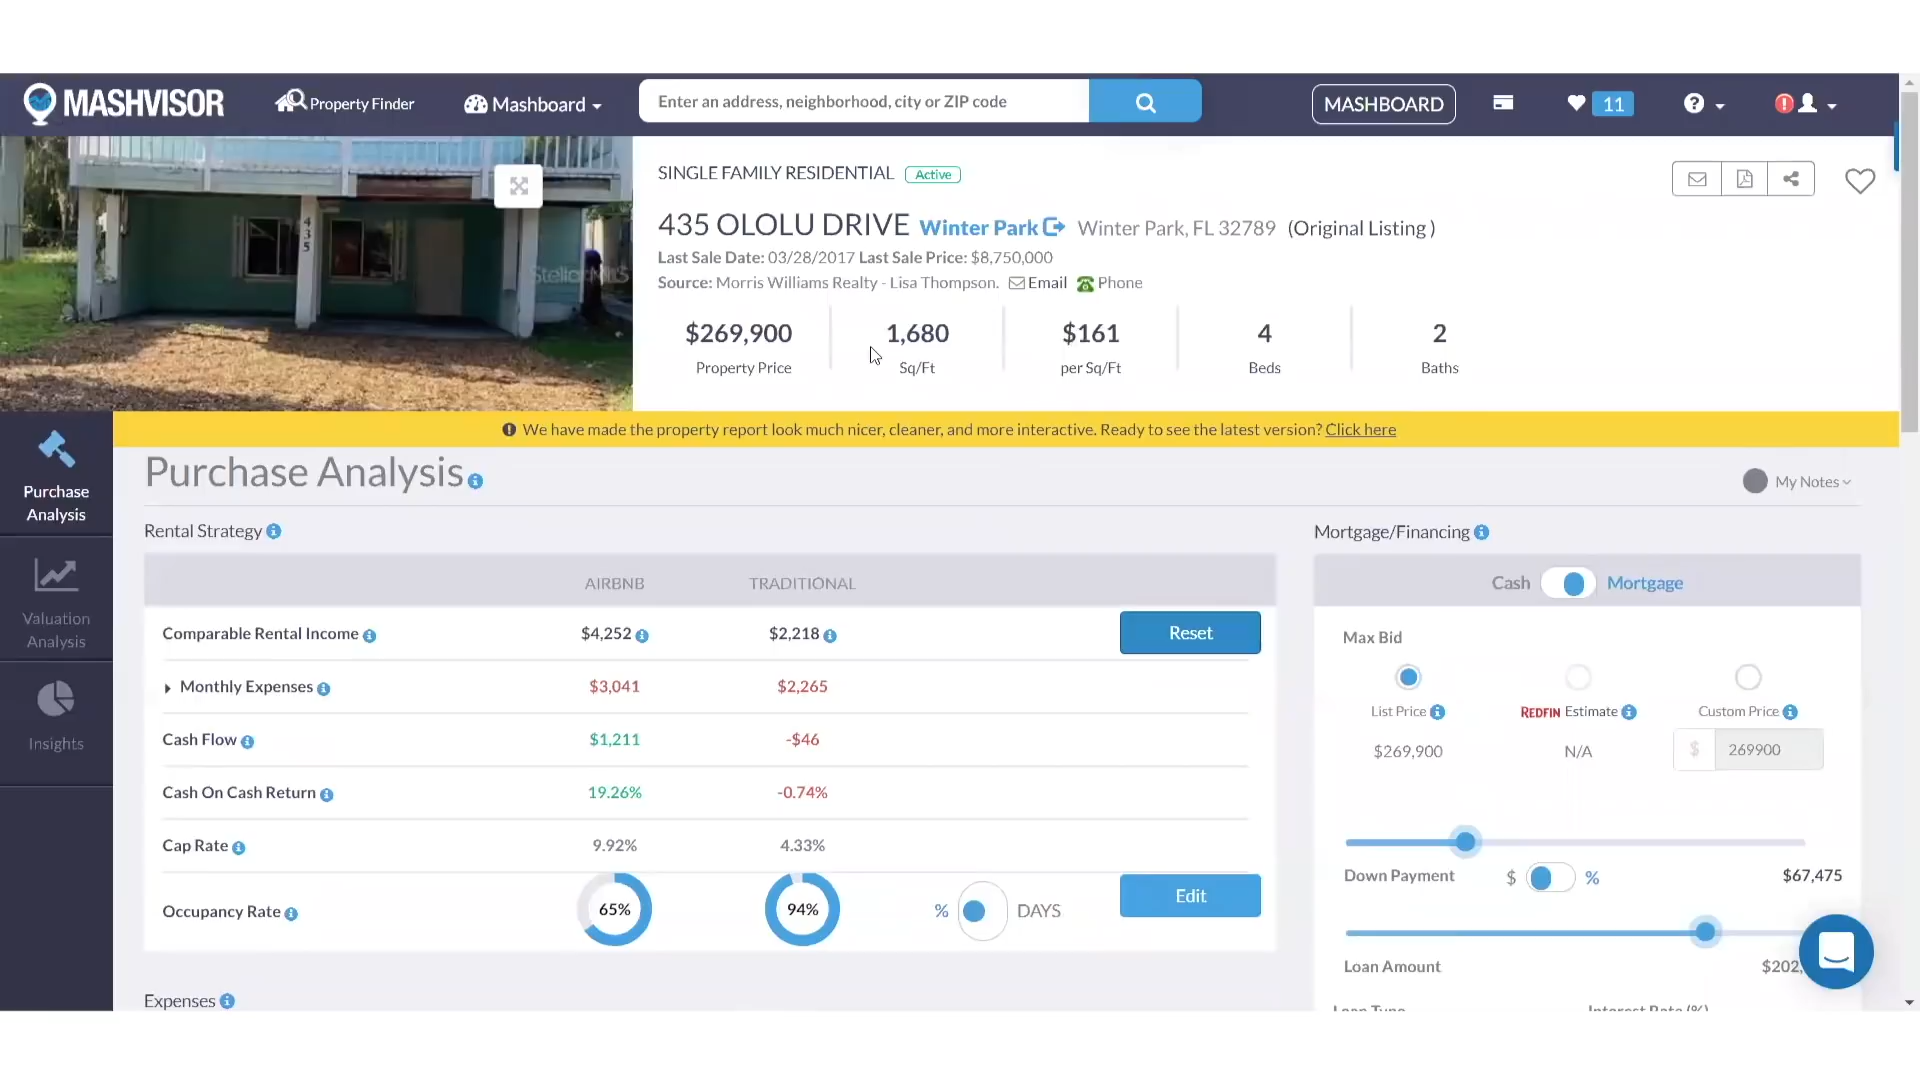 MASHVISOR
Property Finder
Mashboard
Enter an address, neighborhood, city or ZIP code
MASHBOARD
11
435
StellarMLS
SINGLE FAMILY RESIDENTIAL Active
435 OLOLU DRIVE Winter Park Winter Park, FL 32789 (Original Listing )
Last Sale Date: 03/28/2017 Last Sale Price: $8,750,000
Source: Morris Williams Realty - Lisa Thompson. Email Phone
$269,900 1,680 $161 4 2
Property Price Sq/Ft per Sq/Ft Beds Baths
We have made the property report look much nicer, cleaner, and more interactive. Ready to see the latest version? Click here
Purchase
Analysis
Valuation
Analysis
Insights
Purchase Analysis
My Notes
Rental Strategy
AIRBNB TRADITIONAL
Comparable Rental Income $4,252 $2,218 Reset
Monthly Expenses $3,041 $2,265
Cash Flow $1,211 -$46
Cash On Cash Return 19.26% -0.74%
Cap Rate 9.92% 4.33%
Occupancy Rate 65% 94% % DAYS Edit
Expenses
Mortgage/Financing
Cash Mortgage
Max Bid
List Price REDFIN Estimate Custom Price
$269,900 N/A $ 269900
Down Payment $ % $67,475
Loan Amount $202,
Loan Type Interest Rate (%)